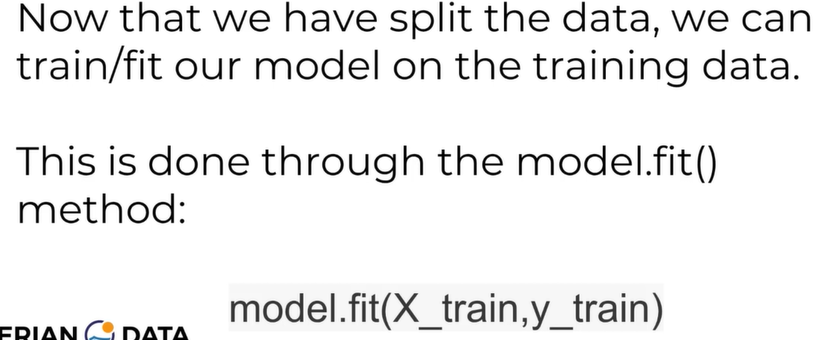 Now that we have split the data, we can
train/fit our model on the training data.
This is done through the model.fit()
method:
model.fit(X_train,y_train)
ERIAN DATA